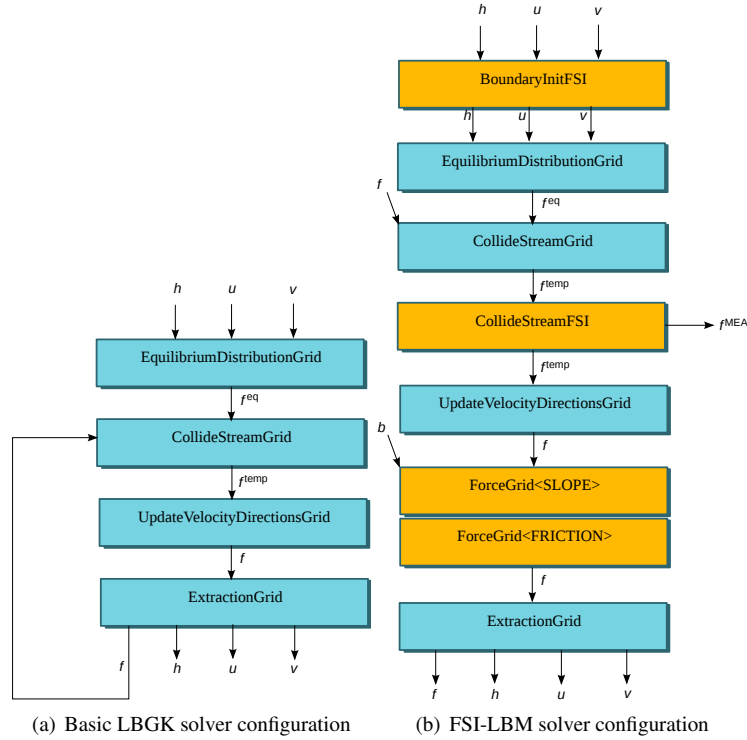 h u v
EquilibriumDistributionGrid
f^eq
CollideStreamGrid
f^temp
UpdateVelocityDirectionsGrid
f
ExtractionGrid
f h u v
(a) Basic LBGK solver configuration
h u v
BoundaryInitFSI
h u v
EquilibriumDistributionGrid
f f^eq
CollideStreamGrid
f^temp
CollideStreamFSI
f^MEA
f^temp
UpdateVelocityDirectionsGrid
b f
ForceGrid<SLOPE>
ForceGrid<FRICTION>
f
ExtractionGrid
f h u v
(b) FSI-LBM solver configuration